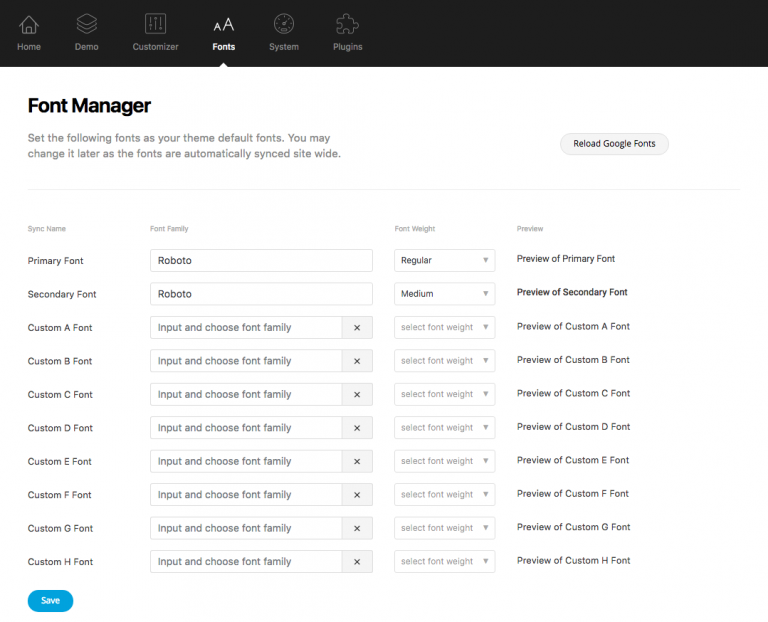 Home Demo Customizer Fonts System Plugins
Font Manager
Set the following fonts as your theme default fonts. You may
change it later as the fonts are automatically synced site wide.
Reload Google Fonts
Sync Name Font Family Font Weight Preview
Primary Font Roboto Regular Preview of Primary Font
Secondary Font Roboto Medium Preview of Secondary Font
Custom A Font Input and choose font family select font weight Preview of Custom A Font
Custom B Font Input and choose font family select font weight Preview of Custom B Font
Custom C Font Input and choose font family select font weight Preview of Custom C Font
Custom D Font Input and choose font family select font weight Preview of Custom D Font
Custom E Font Input and choose font family select font weight Preview of Custom E Font
Custom F Font Input and choose font family select font weight Preview of Custom F Font
Custom G Font Input and choose font family select font weight Preview of Custom G Font
Custom H Font Input and choose font family select font weight Preview of Custom H Font
Save